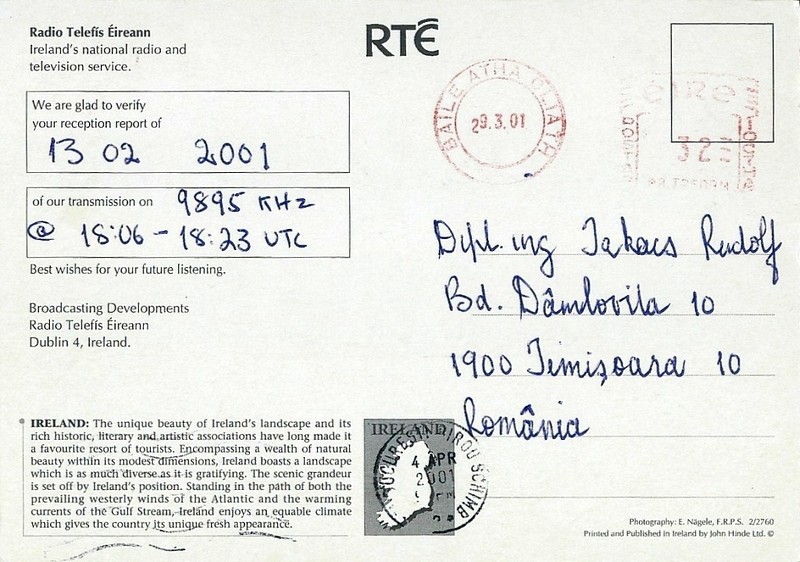 Radio Telefís Éireann
Ireland's national radio and
television service.
RTÉ
We are glad to verify
your reception report of
13 02 2001
of our transmission on 9895 KHz
@ 18:06 - 18:23 UTC
Best wishes for your future listening.
Broadcasting Developments
Radio Telefís Éireann
Dublin 4, Ireland.
BAILE ÁTHA CLIATH
29.3.01
éire
32
Dipl. ing Takacs Rudolf
Bd. Dâmbovita 10
1900 Timişoara 10
România
IRELAND: The unique beauty of Ireland's landscape and its
rich historic, literary and artistic associations have long made it
a favourite resort of tourists. Encompassing a wealth of natural
beauty within its modest dimensions, Ireland boasts a landscape
which is as much diverse as it is gratifying. The scenic grandeur
is set off by Ireland's position. Standing in the path of both the
prevailing westerly winds of the Atlantic and the warming
currents of the Gulf Stream, Ireland enjoys an equable climate
which gives the country its unique fresh appearance.
IRELAND
BUCURESTI BIROU SCHIMB
4 APR
2001
Photography: E. Nägele, F.R.P.S. 2/2760
Printed and Published in Ireland by John Hinde Ltd. ©